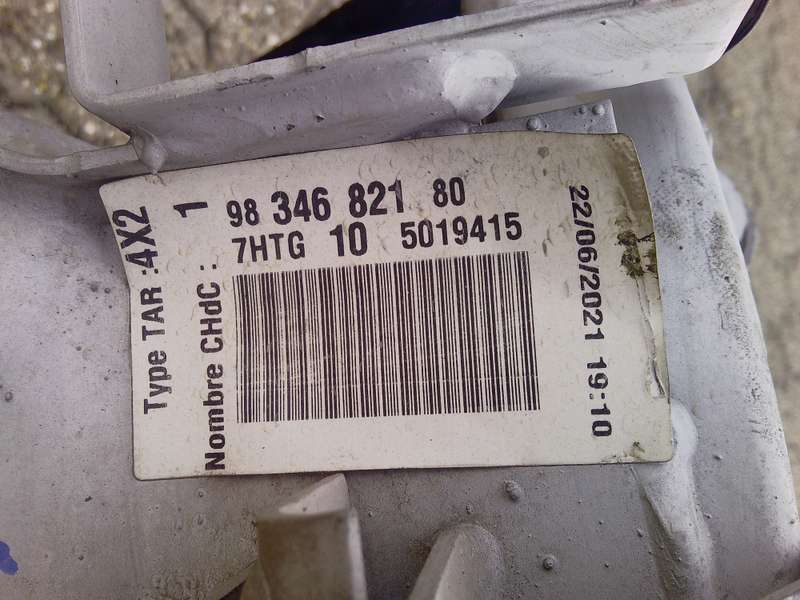 98 346 821 80
7HTG 10 5019415
Type TAR :4X2
Nombre CHdC : 1
22/06/2021 19:10